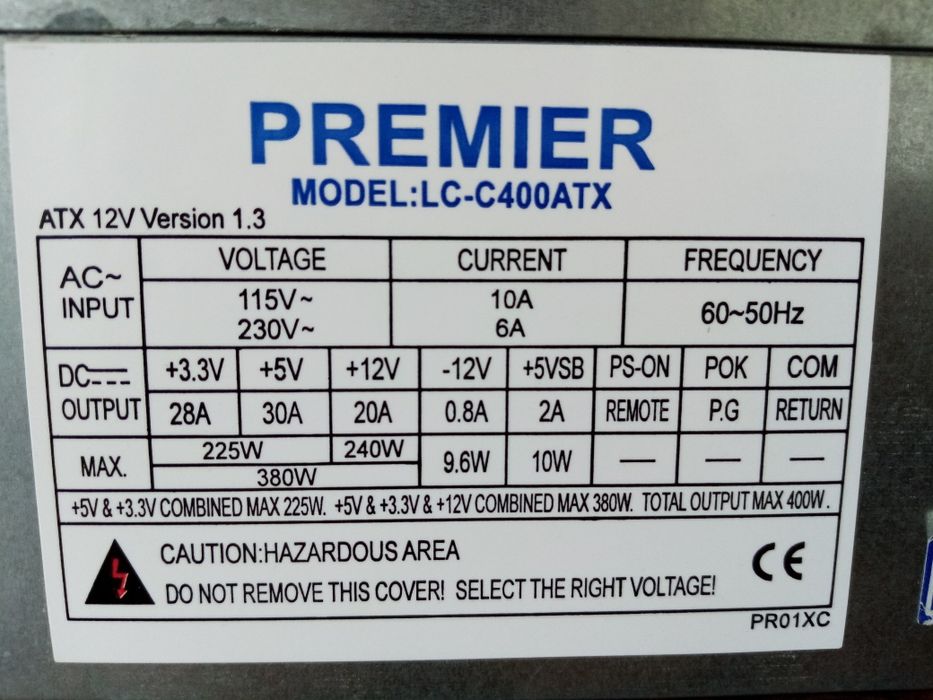 PREMIER
MODEL:LC-C400ATX
ATX 12V Version 1.3
AC~ INPUT VOLTAGE CURRENT FREQUENCY
115V~ 10A 60~50Hz
230V~ 6A
DC OUTPUT +3.3V +5V +12V -12V +5VSB PS-ON POK COM
28A 30A 20A 0.8A 2A REMOTE P.G RETURN
MAX. 225W 240W 9.6W 10W — — —
380W
+5V & +3.3V COMBINED MAX 225W. +5V & +3.3V & +12V COMBINED MAX 380W. TOTAL OUTPUT MAX 400W.
CAUTION:HAZARDOUS AREA
DO NOT REMOVE THIS COVER! SELECT THE RIGHT VOLTAGE!
CE
PR01XC